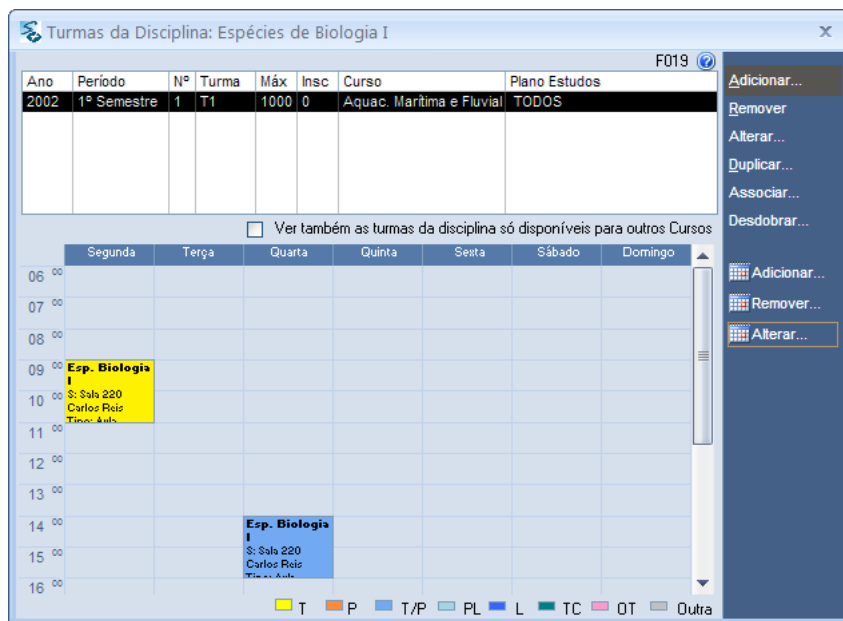 Turmas da Disciplina: Espécies de Biologia I
F019
Ano Período Nº Turma Máx Insc Curso Plano Estudos
2002 1º Semestre 1 T1 1000 0 Aquac. Marítima e Fluvial TODOS
Ver também as turmas da disciplina só disponíveis para outros Cursos
Segunda Terça Quarta Quinta Sexta Sábado Domingo
06 00
07 00
08 00
09 00
10 00
11 00
12 00
13 00
14 00
15 00
16 00
Esp. Biologia
I
S: Sala 220
Carlos Reis
Tipo: Aula
Esp. Biologia
I
S: Sala 220
Carlos Reis
Tipo: Aula
T P T/P PL L TC OT Outra
Adicionar...
Remover
Alterar...
Duplicar...
Associar...
Desdobrar...
Adicionar...
Remover...
Alterar...